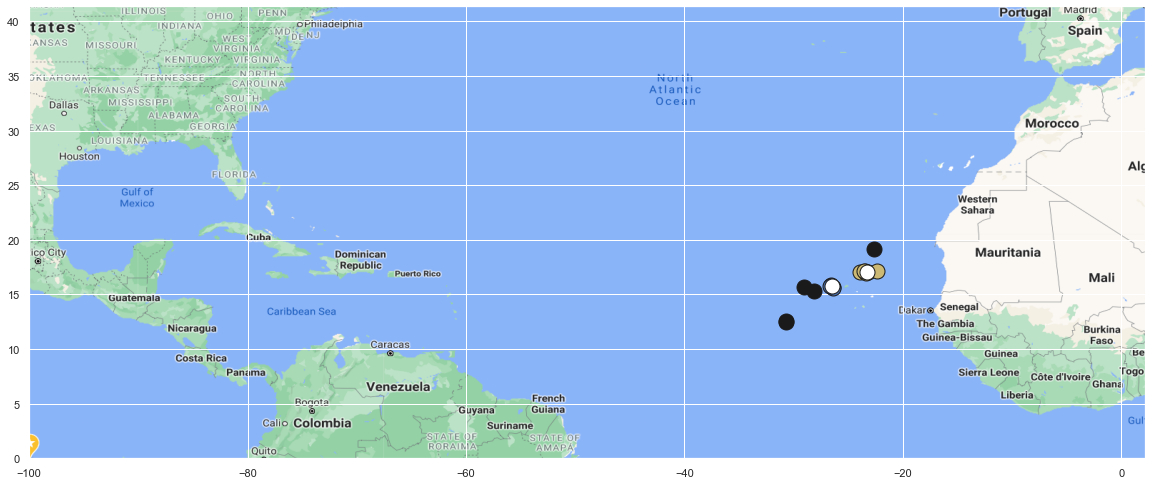 40
35
30
25
20
15
10
5
0
−100
−80
−60
−40
−20
0
tates
ILLINOIS
INDIANA
OHIO
PENN
Philadelphia
MD
DE
NJ
KANSAS
MISSOURI
WEST
VIRGINIA
KENTUCKY
VIRGINIA
OKLAHOMA
TENNESSEE
NORTH
CAROLINA
ARKANSAS
MISSISSIPPI
SOUTH
CAROLINA
Dallas
ALABAMA
GEORGIA
EXAS
LOUISIANA
Houston
FLORIDA
Gulf of
Mexico
Cuba
ico City
Dominican
Republic
Puerto Rico
Guatemala
Caribbean Sea
Nicaragua
Costa Rica
Panama
Caracas
Venezuela
Bogota
Cali
Colombia
Guyana
French
Guiana
Suriname
STATE OF
RORAIMA
STATE OF
AMAPA
Quito
North
Atlantic
Ocean
Portugal
Madrid
Spain
Morocco
Alg
Western
Sahara
Mauritania
Mali
Dakar
Senegal
The Gambia
Guinea-Bissau
Burkina
Faso
Guinea
Be
Sierra Leone
Côte d'Ivoire
Togo
Ghana
Liberia
Gulf